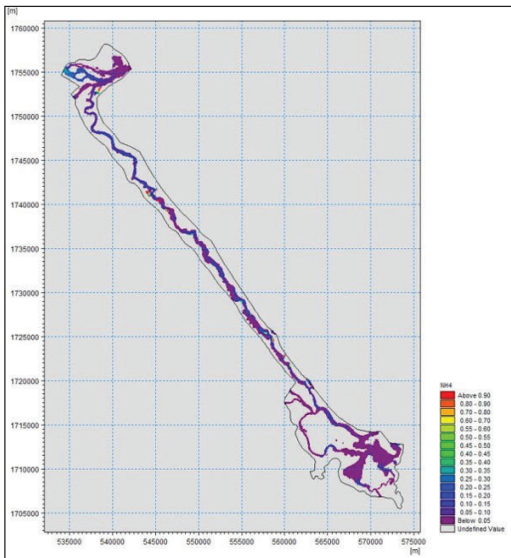 [m]
1760000
1755000
1750000
1745000
1740000
1735000
1730000
1725000
1720000
1715000
1710000
1705000
535000 540000 545000 550000 555000 560000 565000 570000 575000
[m]
NH4
Above 0.90
0.80 - 0.90
0.70 - 0.80
0.60 - 0.70
0.55 - 0.60
0.50 - 0.55
0.45 - 0.50
0.40 - 0.45
0.35 - 0.40
0.30 - 0.35
0.25 - 0.30
0.20 - 0.25
0.15 - 0.20
0.10 - 0.15
0.05 - 0.10
Below 0.05
Undefined Value